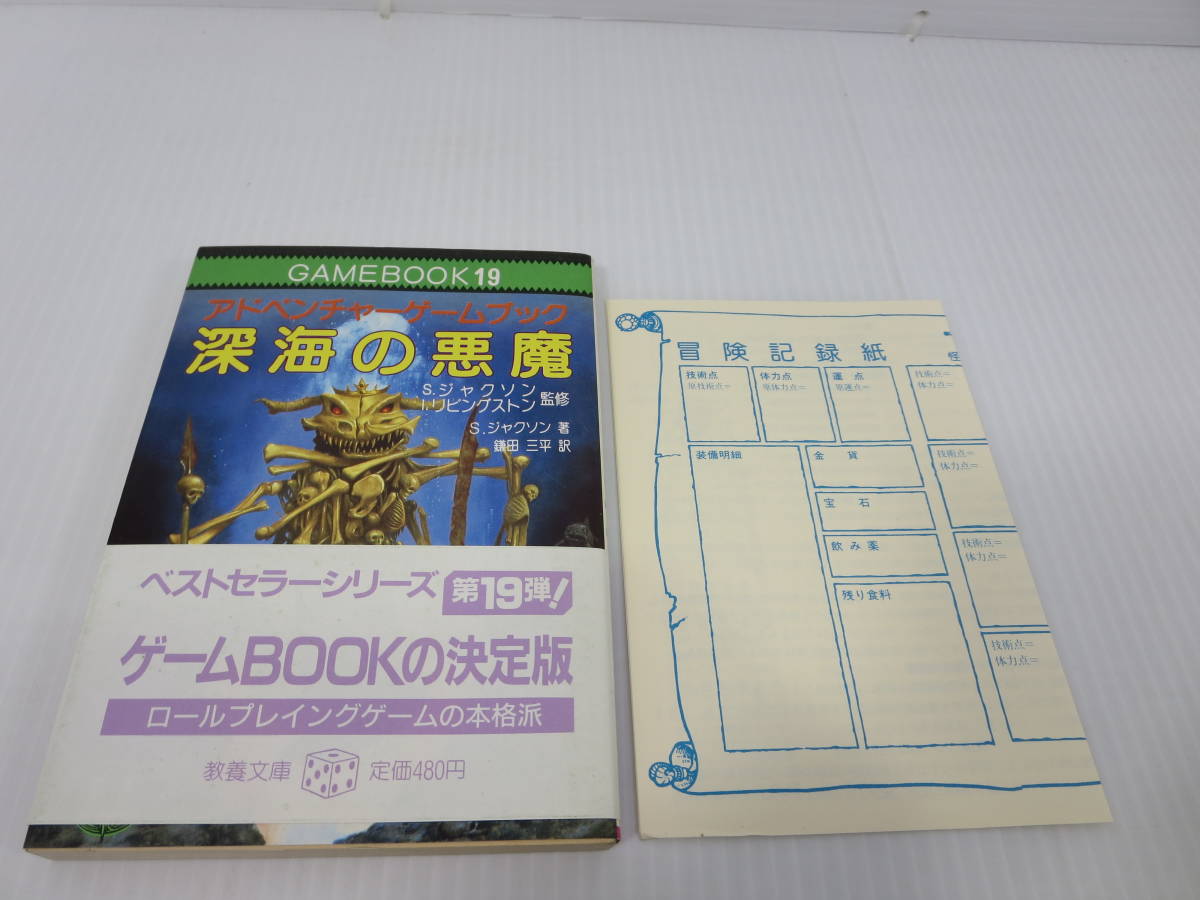 GAMEBOOK 19
アドベンチャーゲームブック
深海の悪魔
S.ジャクソン
I.リビングストン 監修
S.ジャクソン 著
鎌田 三平 訳
ベストセラーシリーズ 第19弾!
ゲームBOOKの決定版
ロールプレイングゲームの本格派
教養文庫 定価480円
冒険記録紙
技術点
原技術点=
体力点
原体力点=
運点
原運点=
装備明細
金貨
宝石
飲み薬
残り食料
怪
技術点=
体力点=
技術点=
体力点=
技術点=
体力点=
技術点=
体力点=